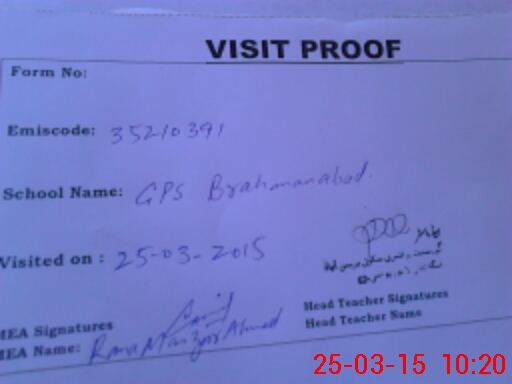 VISIT PROOF
Form No:
Emiscode: 35210391
School Name: GPS Brahmanabad.
Visited on : 25-03-2015
Head Teacher Signatures
Head Teacher Name
MEA Signatures
MEA Name: Rana Manzoor Ahmed
25-03-15 10:20